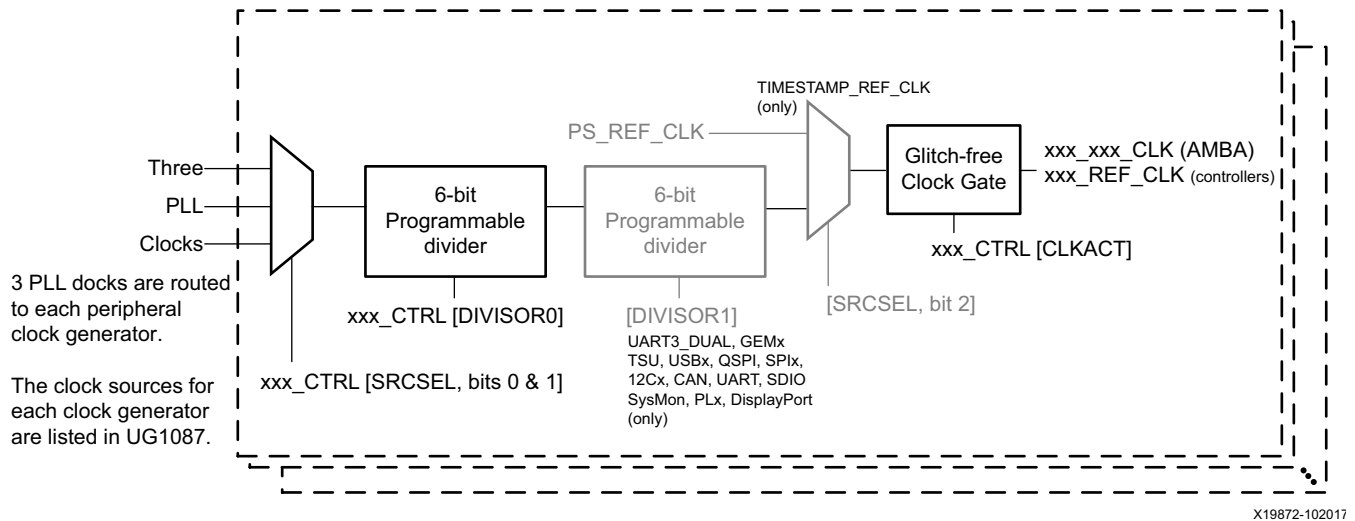 TIMESTAMP_REF_CLK
(only)
PS_REF_CLK
Three
PLL
Clocks
6-bit
Programmable
divider
6-bit
Programmable
divider
Glitch-free
Clock Gate
xxx_xxx_CLK (AMBA)
xxx_REF_CLK (controllers)
xxx_CTRL [CLKACT]
3 PLL docks are routed
to each peripheral
clock generator.
xxx_CTRL [DIVISOR0]
[DIVISOR1]
[SRCSEL, bit 2]
UART3_DUAL, GEMx
TSU, USBx, QSPI, SPIx,
12Cx, CAN, UART, SDIO
SysMon, PLx, DisplayPort
(only)
xxx_CTRL [SRCSEL, bits 0 & 1]
The clock sources for
each clock generator
are listed in UG1087.
X19872-102017